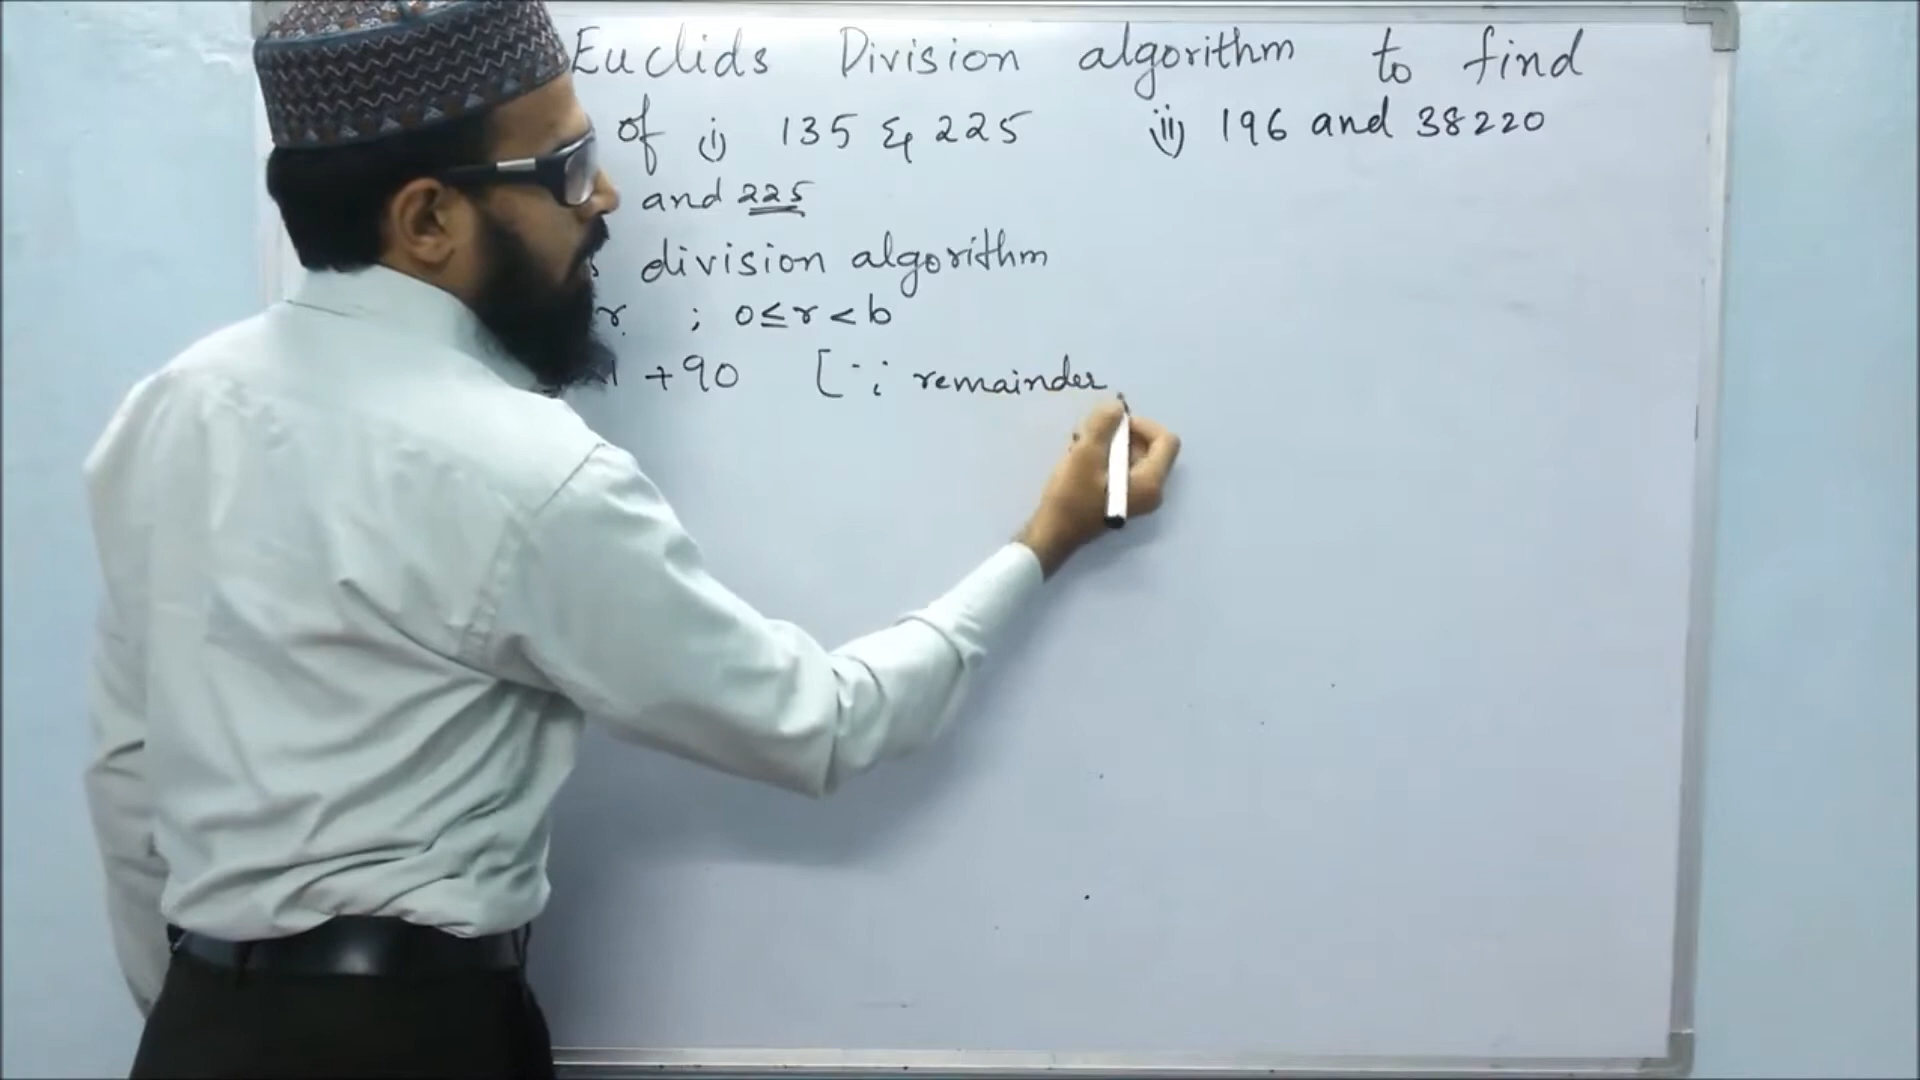 Euclids Division algorithm to find
of (i) 135 & 225 (ii) 196 and 38220
and 225
division algorithm
r ; 0≤r<b
1 +90 [∵ remainder